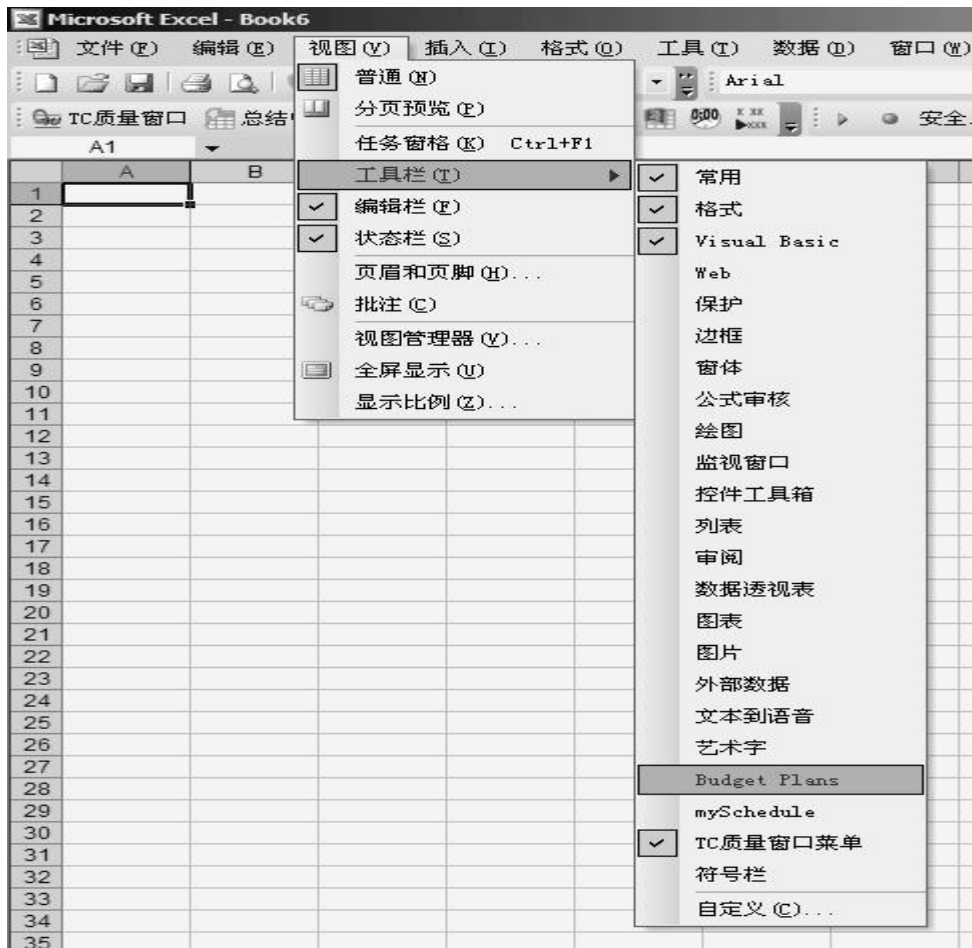 Microsoft Excel - Book6
文件(F) 编辑(E) 视图(V) 插入(I) 格式(O) 工具(T) 数据(D) 窗口(W)
Arial
TC质量窗口 总结
安全
A1
A B
普通(N)
分页预览(P)
任务窗格(K) Ctrl+F1
工具栏(T)
编辑栏(F)
状态栏(S)
页眉和页脚(H)...
批注(C)
视图管理器(V)...
全屏显示(U)
显示比例(Z)...
常用
格式
Visual Basic
Web
保护
边框
窗体
公式审核
绘图
监视窗口
控件工具箱
列表
审阅
数据透视表
图表
图片
外部数据
文本到语音
艺术字
Budget Plans
mySchedule
TC质量窗口菜单
符号栏
自定义(C)...
1
2
3
4
5
6
7
8
9
10
11
12
13
14
15
16
17
18
19
20
21
22
23
24
25
26
27
28
29
30
31
32
33
34
35